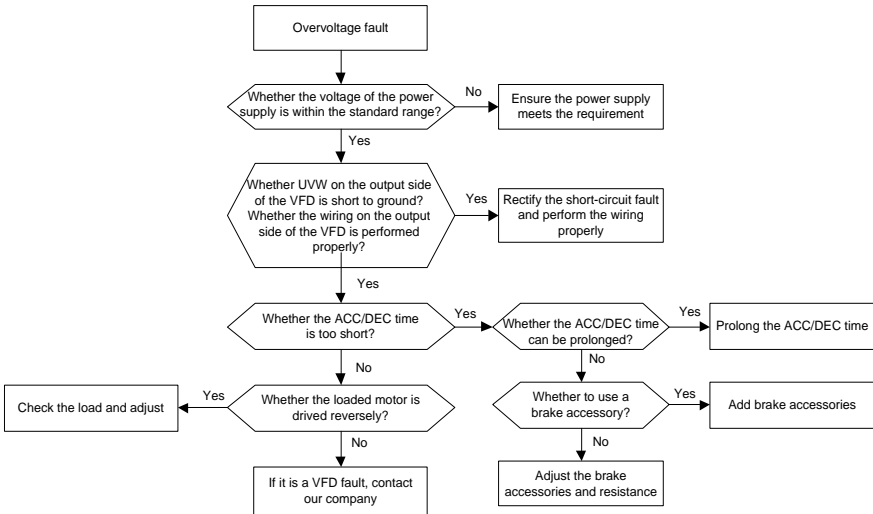 Overvoltage fault
Whether the voltage of the power
supply is within the standard range?
No
Ensure the power supply
meets the requirement
Yes
Whether UVW on the output side
of the VFD is short to ground?
Whether the wiring on the output
side of the VFD is performed
properly?
Yes
Rectify the short-circuit fault
and perform the wiring
properly
Yes
Whether the ACC/DEC time
is too short?
Yes
Whether the ACC/DEC time
can be prolonged?
Yes
Prolong the ACC/DEC time
No
No
Check the load and adjust
Yes
Whether the loaded motor is
drived reversely?
Whether to use a
brake accessory?
Yes
Add brake accessories
No
No
If it is a VFD fault, contact
our company
Adjust the brake
accessories and resistance